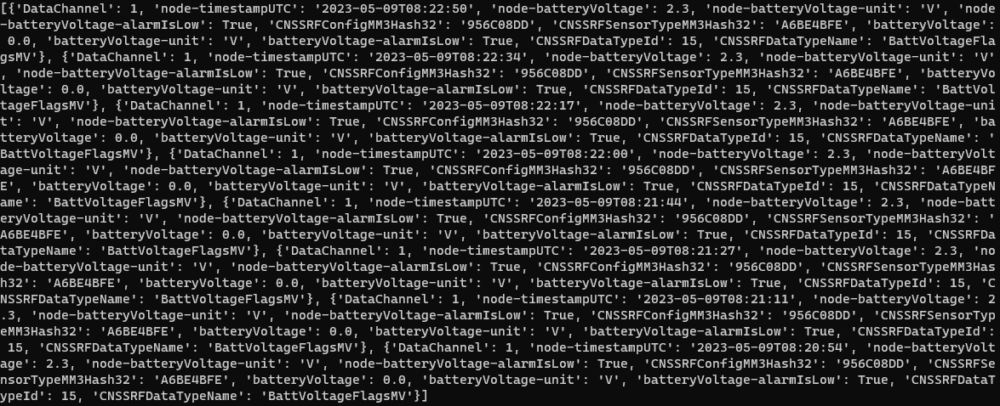 [{'DataChannel': 1, 'node-timestampUTC': '2023-05-09T08:22:50', 'node-batteryVoltage': 2.3, 'node-batteryVoltage-unit': 'V', 'node
-batteryVoltage-alarmIsLow': True, 'CNSSRFConfigMM3Hash32': '956C08DD', 'CNSSRFSensorTypeMM3Hash32': 'A6BE4BFE', 'batteryVoltage':
 0.0, 'batteryVoltage-unit': 'V', 'batteryVoltage-alarmIsLow': True, 'CNSSRFDataTypeId': 15, 'CNSSRFDataTypeName': 'BattVoltageFla
gsMV'}, {'DataChannel': 1, 'node-timestampUTC': '2023-05-09T08:22:34', 'node-batteryVoltage': 2.3, 'node-batteryVoltage-unit': 'V'
, 'node-batteryVoltage-alarmIsLow': True, 'CNSSRFConfigMM3Hash32': '956C08DD', 'CNSSRFSensorTypeMM3Hash32': 'A6BE4BFE', 'batteryVo
ltage': 0.0, 'batteryVoltage-unit': 'V', 'batteryVoltage-alarmIsLow': True, 'CNSSRFDataTypeId': 15, 'CNSSRFDataTypeName': 'BattVol
tageFlagsMV'}, {'DataChannel': 1, 'node-timestampUTC': '2023-05-09T08:22:17', 'node-batteryVoltage': 2.3, 'node-batteryVoltage-uni
t': 'V', 'node-batteryVoltage-alarmIsLow': True, 'CNSSRFConfigMM3Hash32': '956C08DD', 'CNSSRFSensorTypeMM3Hash32': 'A6BE4BFE', 'ba
tteryVoltage': 0.0, 'batteryVoltage-unit': 'V', 'batteryVoltage-alarmIsLow': True, 'CNSSRFDataTypeId': 15, 'CNSSRFDataTypeName': '
BattVoltageFlagsMV'}, {'DataChannel': 1, 'node-timestampUTC': '2023-05-09T08:22:00', 'node-batteryVoltage': 2.3, 'node-batteryVolt
age-unit': 'V', 'node-batteryVoltage-alarmIsLow': True, 'CNSSRFConfigMM3Hash32': '956C08DD', 'CNSSRFSensorTypeMM3Hash32': 'A6BE4BF
E', 'batteryVoltage': 0.0, 'batteryVoltage-unit': 'V', 'batteryVoltage-alarmIsLow': True, 'CNSSRFDataTypeId': 15, 'CNSSRFDataTypeN
ame': 'BattVoltageFlagsMV'}, {'DataChannel': 1, 'node-timestampUTC': '2023-05-09T08:21:44', 'node-batteryVoltage': 2.3, 'node-batt
eryVoltage-unit': 'V', 'node-batteryVoltage-alarmIsLow': True, 'CNSSRFConfigMM3Hash32': '956C08DD', 'CNSSRFSensorTypeMM3Hash32': '
A6BE4BFE', 'batteryVoltage': 0.0, 'batteryVoltage-unit': 'V', 'batteryVoltage-alarmIsLow': True, 'CNSSRFDataTypeId': 15, 'CNSSRFDa
taTypeName': 'BattVoltageFlagsMV'}, {'DataChannel': 1, 'node-timestampUTC': '2023-05-09T08:21:27', 'node-batteryVoltage': 2.3, 'no
de-batteryVoltage-unit': 'V', 'node-batteryVoltage-alarmIsLow': True, 'CNSSRFConfigMM3Hash32': '956C08DD', 'CNSSRFSensorTypeMM3Has
h32': 'A6BE4BFE', 'batteryVoltage': 0.0, 'batteryVoltage-unit': 'V', 'batteryVoltage-alarmIsLow': True, 'CNSSRFDataTypeId': 15, 'C
NSSRFDataTypeName': 'BattVoltageFlagsMV'}, {'DataChannel': 1, 'node-timestampUTC': '2023-05-09T08:21:11', 'node-batteryVoltage': 2
.3, 'node-batteryVoltage-unit': 'V', 'node-batteryVoltage-alarmIsLow': True, 'CNSSRFConfigMM3Hash32': '956C08DD', 'CNSSRFSensorTyp
eMM3Hash32': 'A6BE4BFE', 'batteryVoltage': 0.0, 'batteryVoltage-unit': 'V', 'batteryVoltage-alarmIsLow': True, 'CNSSRFDataTypeId':
 15, 'CNSSRFDataTypeName': 'BattVoltageFlagsMV'}, {'DataChannel': 1, 'node-timestampUTC': '2023-05-09T08:20:54', 'node-batteryVolt
age': 2.3, 'node-batteryVoltage-unit': 'V', 'node-batteryVoltage-alarmIsLow': True, 'CNSSRFConfigMM3Hash32': '956C08DD', 'CNSSRFSe
nsorTypeMM3Hash32': 'A6BE4BFE', 'batteryVoltage': 0.0, 'batteryVoltage-unit': 'V', 'batteryVoltage-alarmIsLow': True, 'CNSSRFDataT
ypeId': 15, 'CNSSRFDataTypeName': 'BattVoltageFlagsMV'}]